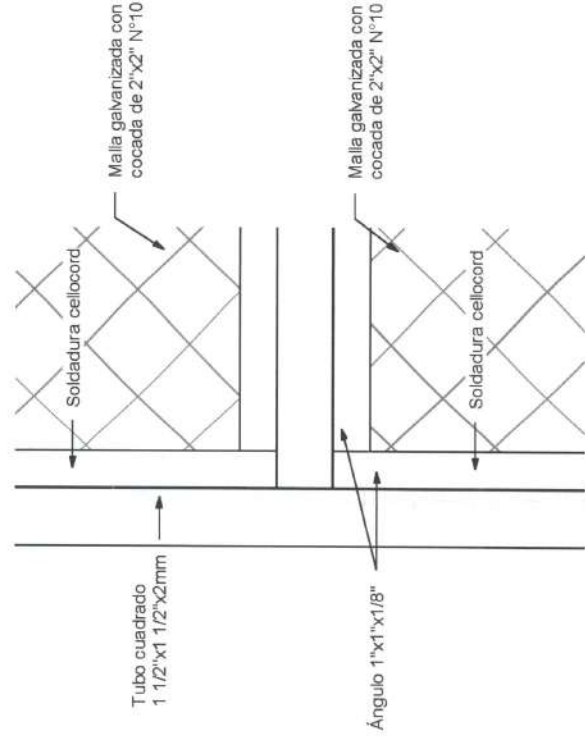 Malla galvanizada con
cocada de 2"x2" N°10
Soldadura cellocord
Tubo cuadrado
1 1/2"x1 1/2"x2mm
Malla galvanizada con
cocada de 2"x2" N°10
Soldadura cellocord
Ángulo 1"x1"x1/8"